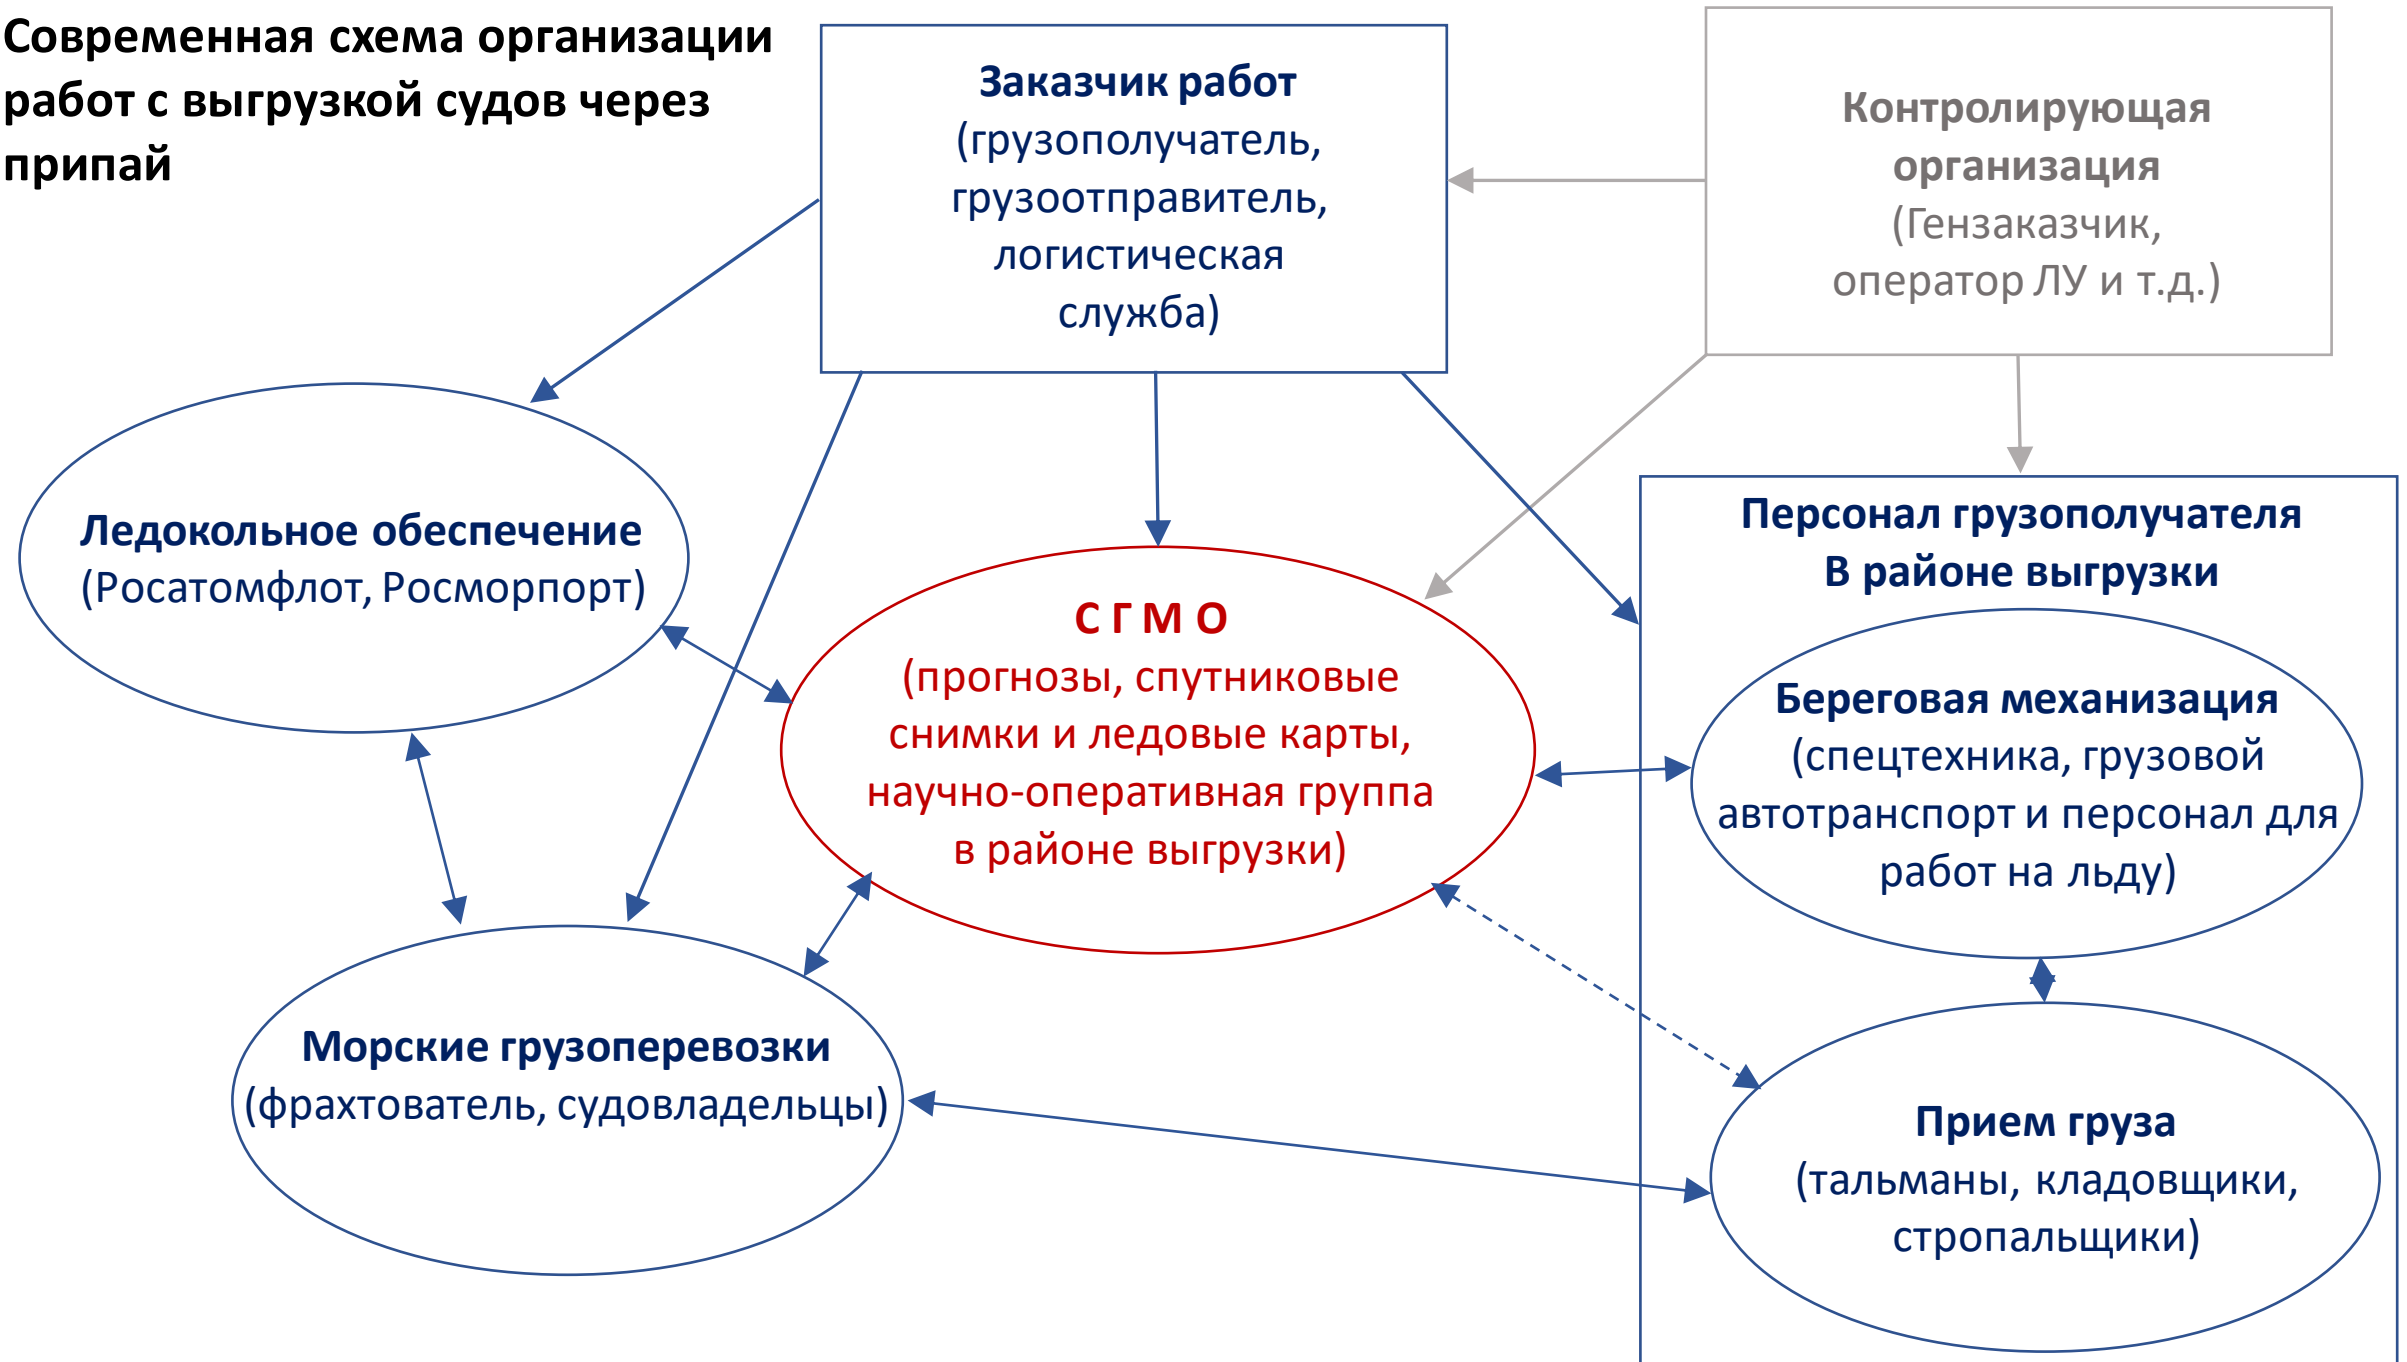 Современная схема организации
работ с выгрузкой судов через
припай
Заказчик работ
(грузополучатель,
грузоотправитель,
логистическая
служба)
Контролирующая
организация
(Гензаказчик,
оператор ЛУ и т.д.)
Ледокольное обеспечение
(Росатомфлот, Росморпорт)
С Г М О
(прогнозы, спутниковые
снимки и ледовые карты,
научно-оперативная группа
в районе выгрузки)
Персонал грузополучателя
В районе выгрузки
Береговая механизация
(спецтехника, грузовой
автотранспорт и персонал для
работ на льду)
Морские грузоперевозки
(фрахтователь, судовладельцы)
Прием груза
(тальманы, кладовщики,
стропальщики)